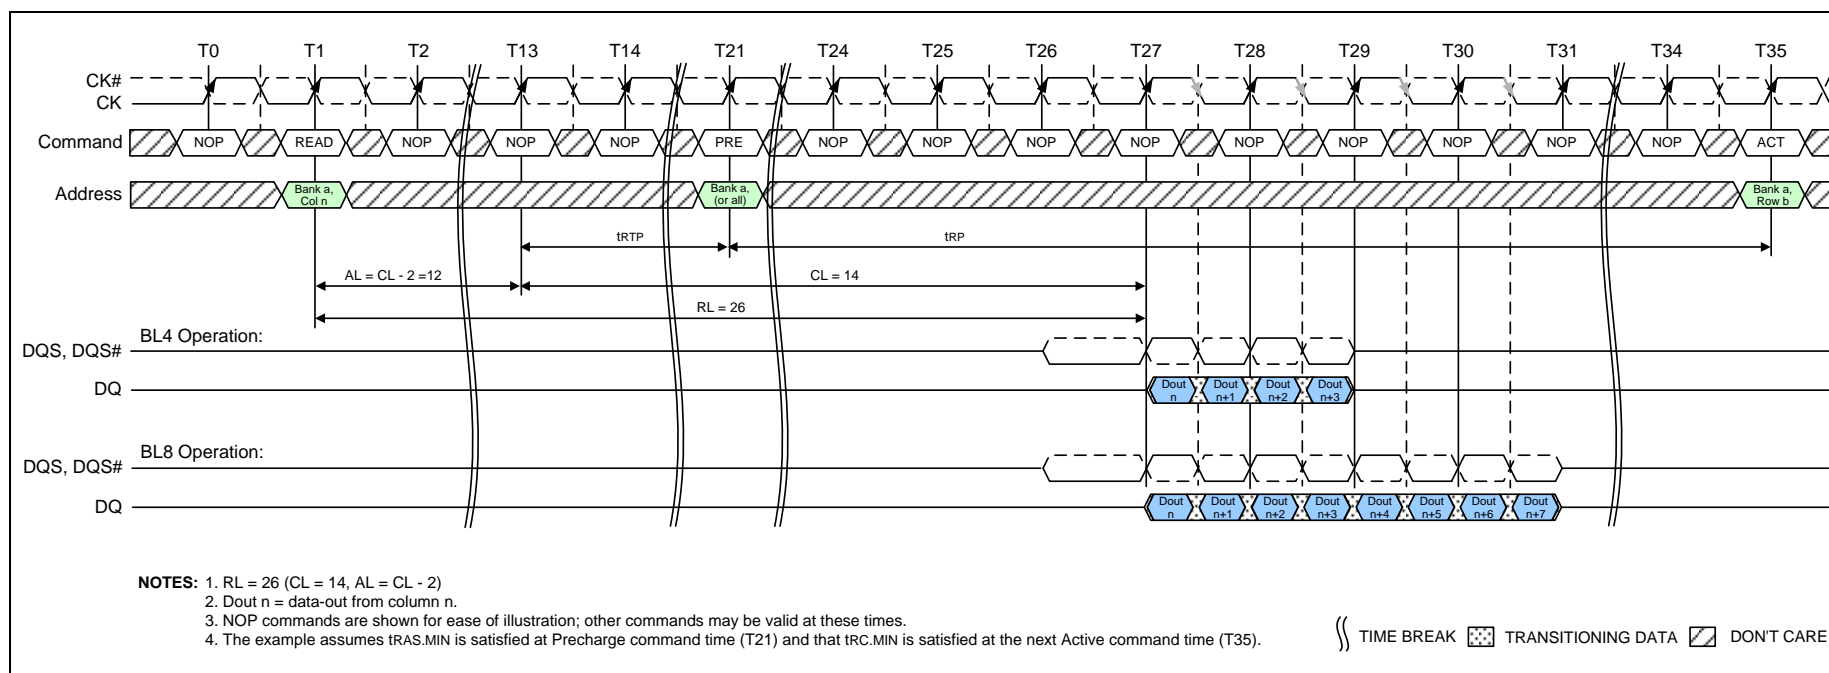 T0 T1 T2 T13 T14 T21 T24 T25 T26 T27 T28 T29 T30 T31 T34 T35
CK#
CK
Command NOP READ NOP NOP NOP PRE NOP NOP NOP NOP NOP NOP NOP NOP NOP ACT
Address
Bank a,
Col n
Bank a,
(or all)
Bank a,
Row b
tRTP
tRP
AL = CL - 2 =12
CL = 14
RL = 26
BL4 Operation:
DQS, DQS#
DQ
Dout
n
Dout
n+1
Dout
n+2
Dout
n+3
BL8 Operation:
DQS, DQS#
DQ
Dout
n
Dout
n+1
Dout
n+2
Dout
n+3
Dout
n+4
Dout
n+5
Dout
n+6
Dout
n+7
NOTES: 1. RL = 26 (CL = 14, AL = CL - 2)
2. Dout n = data-out from column n.
3. NOP commands are shown for ease of illustration; other commands may be valid at these times.
4. The example assumes tRAS.MIN is satisfied at Precharge command time (T21) and that tRC.MIN is satisfied at the next Active command time (T35).
TIME BREAK TRANSITIONING DATA DON'T CARE